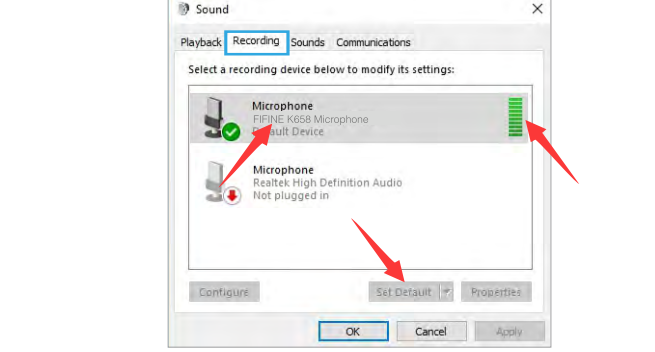 Sound
Playback Recording Sounds Communications
Select a recording device below to modify its settings:
Microphone
FIFINE K658 Microphone
Default Device
Microphone
Realtek High Definition Audio
Not plugged in
Configure Set Default Properties
OK Cancel Apply